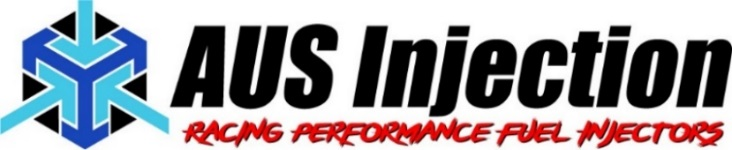 AUS Injection
RACING PERFORMANCE FUEL INJECTORS